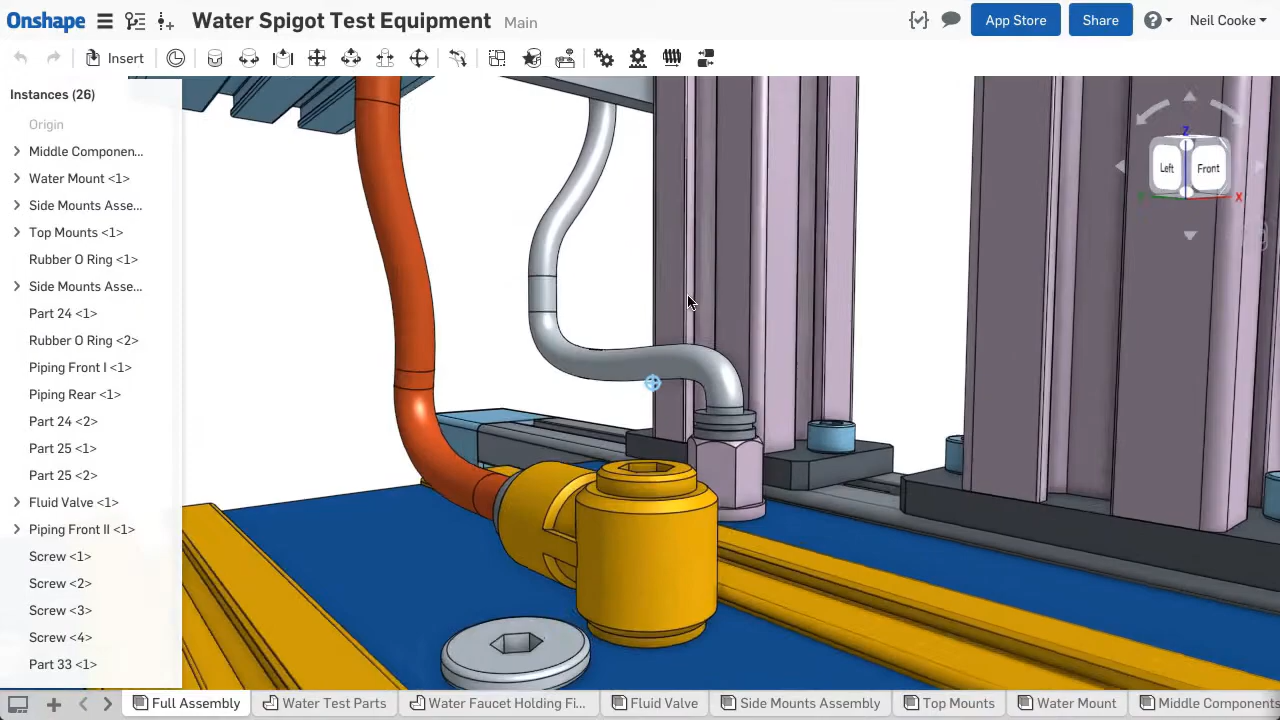 Onshape
Water Spigot Test Equipment Main
App Store
Share
Neil Cooke
Insert
Instances (26)
Origin
Middle Componen...
Water Mount <1>
Side Mounts Asse...
Top Mounts <1>
Rubber O Ring <1>
Side Mounts Asse...
Part 24 <1>
Rubber O Ring <2>
Piping Front I <1>
Piping Rear <1>
Part 24 <2>
Part 25 <1>
Part 25 <2>
Fluid Valve <1>
Piping Front II <1>
Screw <1>
Screw <2>
Screw <3>
Screw <4>
Part 33 <1>
Z
Left
Front
X
Full Assembly
Water Test Parts
Water Faucet Holding Fi...
Fluid Valve
Side Mounts Assembly
Top Mounts
Water Mount
Middle Components